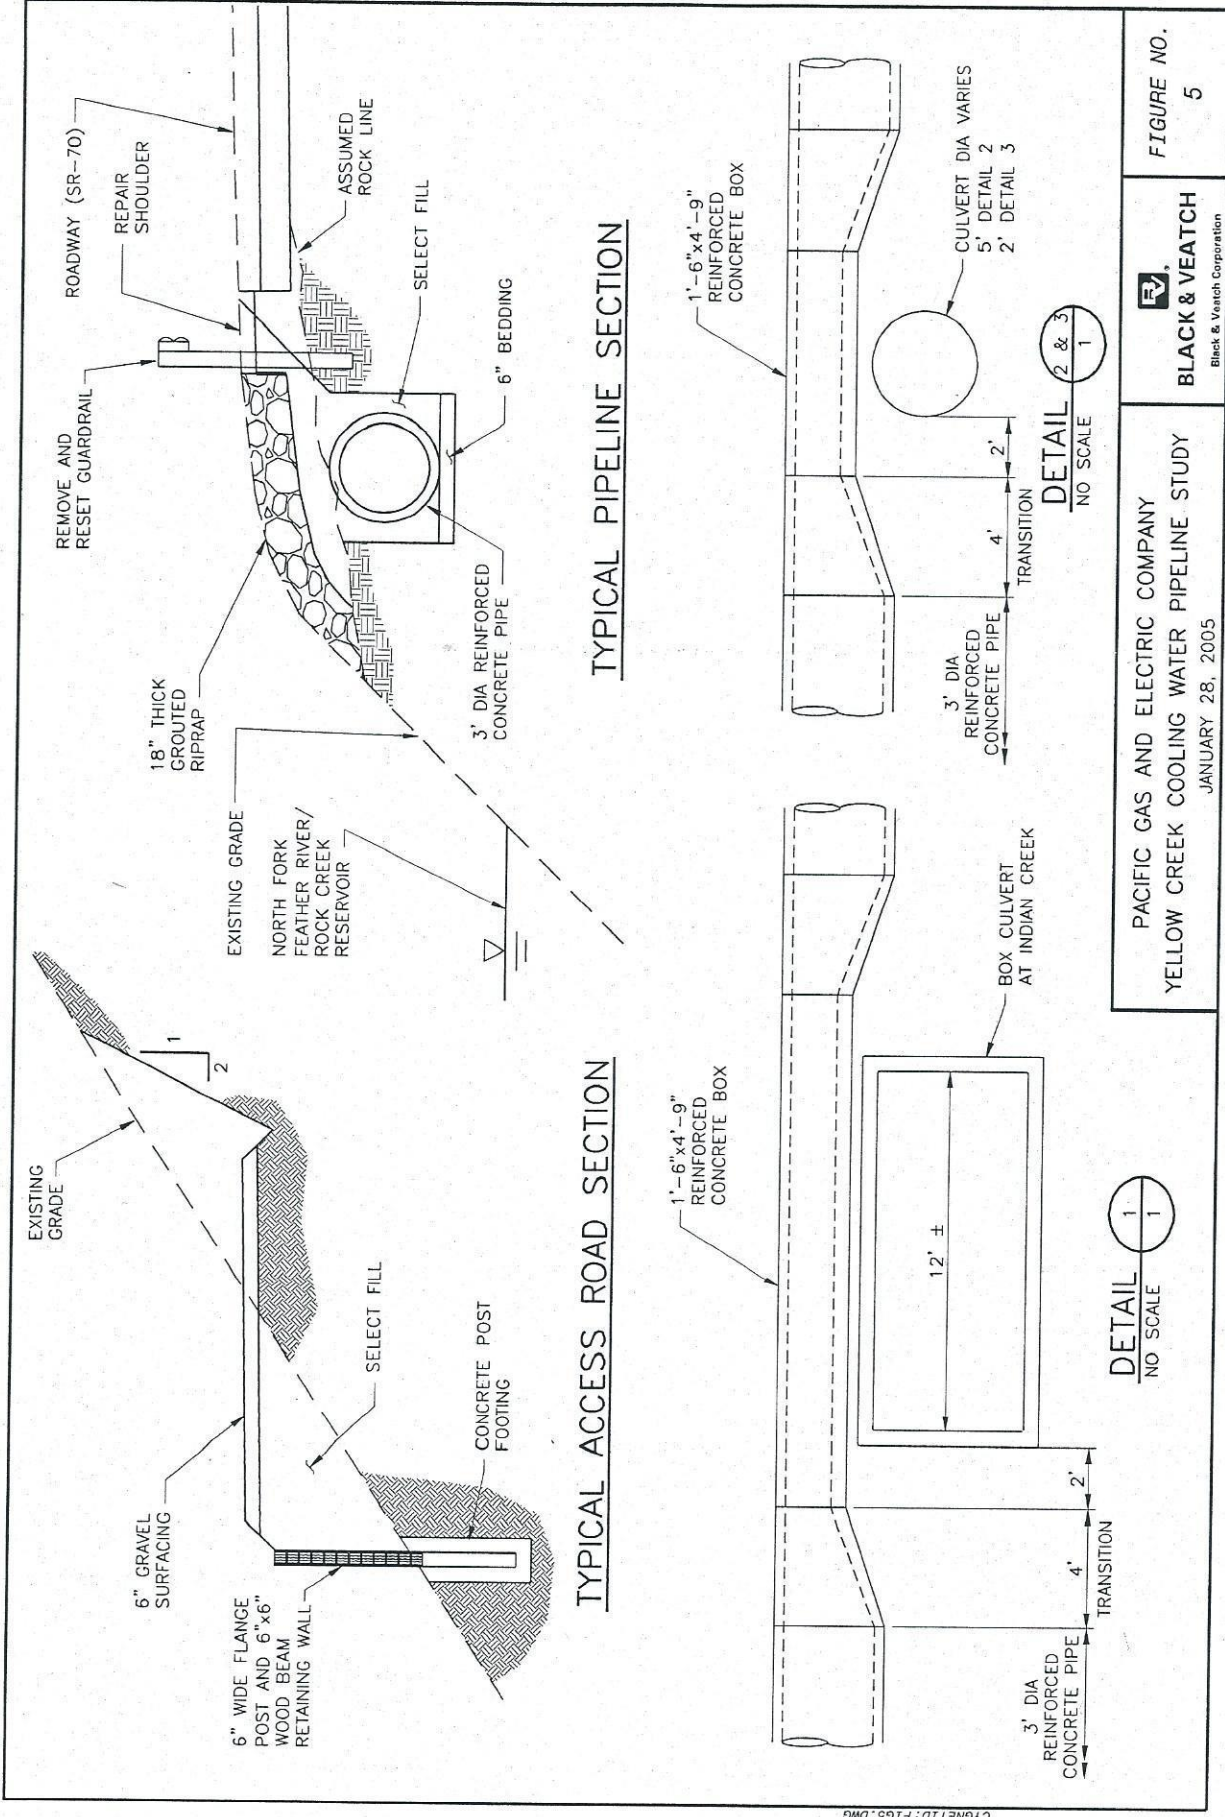 EXISTING
GRADE
1
2
6" GRAVEL
SURFACING
6" WIDE FLANGE
POST AND 6"x6"
WOOD BEAM
RETAINING WALL
SELECT FILL
CONCRETE POST
FOOTING
TYPICAL ACCESS ROAD SECTION
REMOVE AND
RESET GUARDRAIL
ROADWAY (SR-70)
REPAIR
SHOULDER
18" THICK
GROUTED
RIPRAP
ASSUMED
ROCK LINE
EXISTING GRADE
NORTH FORK
FEATHER RIVER/
ROCK CREEK
RESERVOIR
SELECT FILL
6" BEDDING
3' DIA REINFORCED
CONCRETE PIPE
TYPICAL PIPELINE SECTION
1'-6"x4'-9"
REINFORCED
CONCRETE BOX
12' ±
BOX CULVERT
AT INDIAN CREEK
2'
4'
TRANSITION
3' DIA
REINFORCED
CONCRETE PIPE
DETAIL 1
1
NO SCALE
1'-6"x4'-9"
REINFORCED
CONCRETE BOX
CULVERT DIA VARIES
5' DETAIL 2
2' DETAIL 3
2'
4'
TRANSITION
3' DIA
REINFORCED
CONCRETE PIPE
DETAIL 2 & 3
1
NO SCALE
PACIFIC GAS AND ELECTRIC COMPANY
YELLOW CREEK COOLING WATER PIPELINE STUDY
JANUARY 28, 2005
BV
BLACK & VEATCH
Black & Veatch Corporation
FIGURE NO.
5
CYGNETID:FIG5.DWG